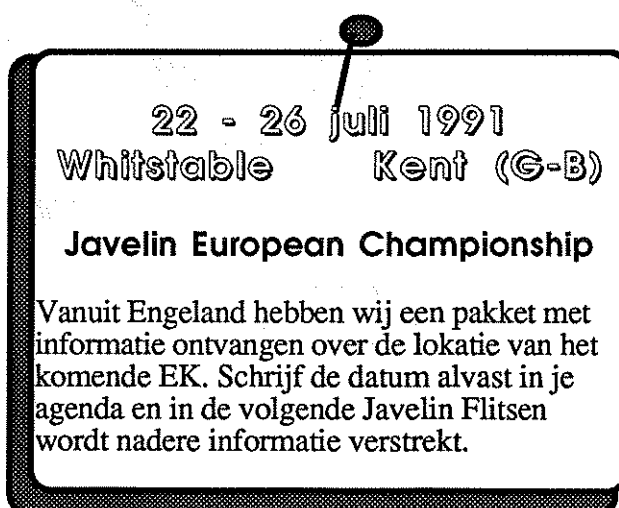 22 - 26 juli 1991
Whitstable Kent (G-B)
Javelin European Championship
Vanuit Engeland hebben wij een pakket met
informatie ontvangen over de lokatie van het
komende EK. Schrijf de datum alvast in je
agenda en in de volgende Javelin Flitsen
wordt nadere informatie verstrekt.